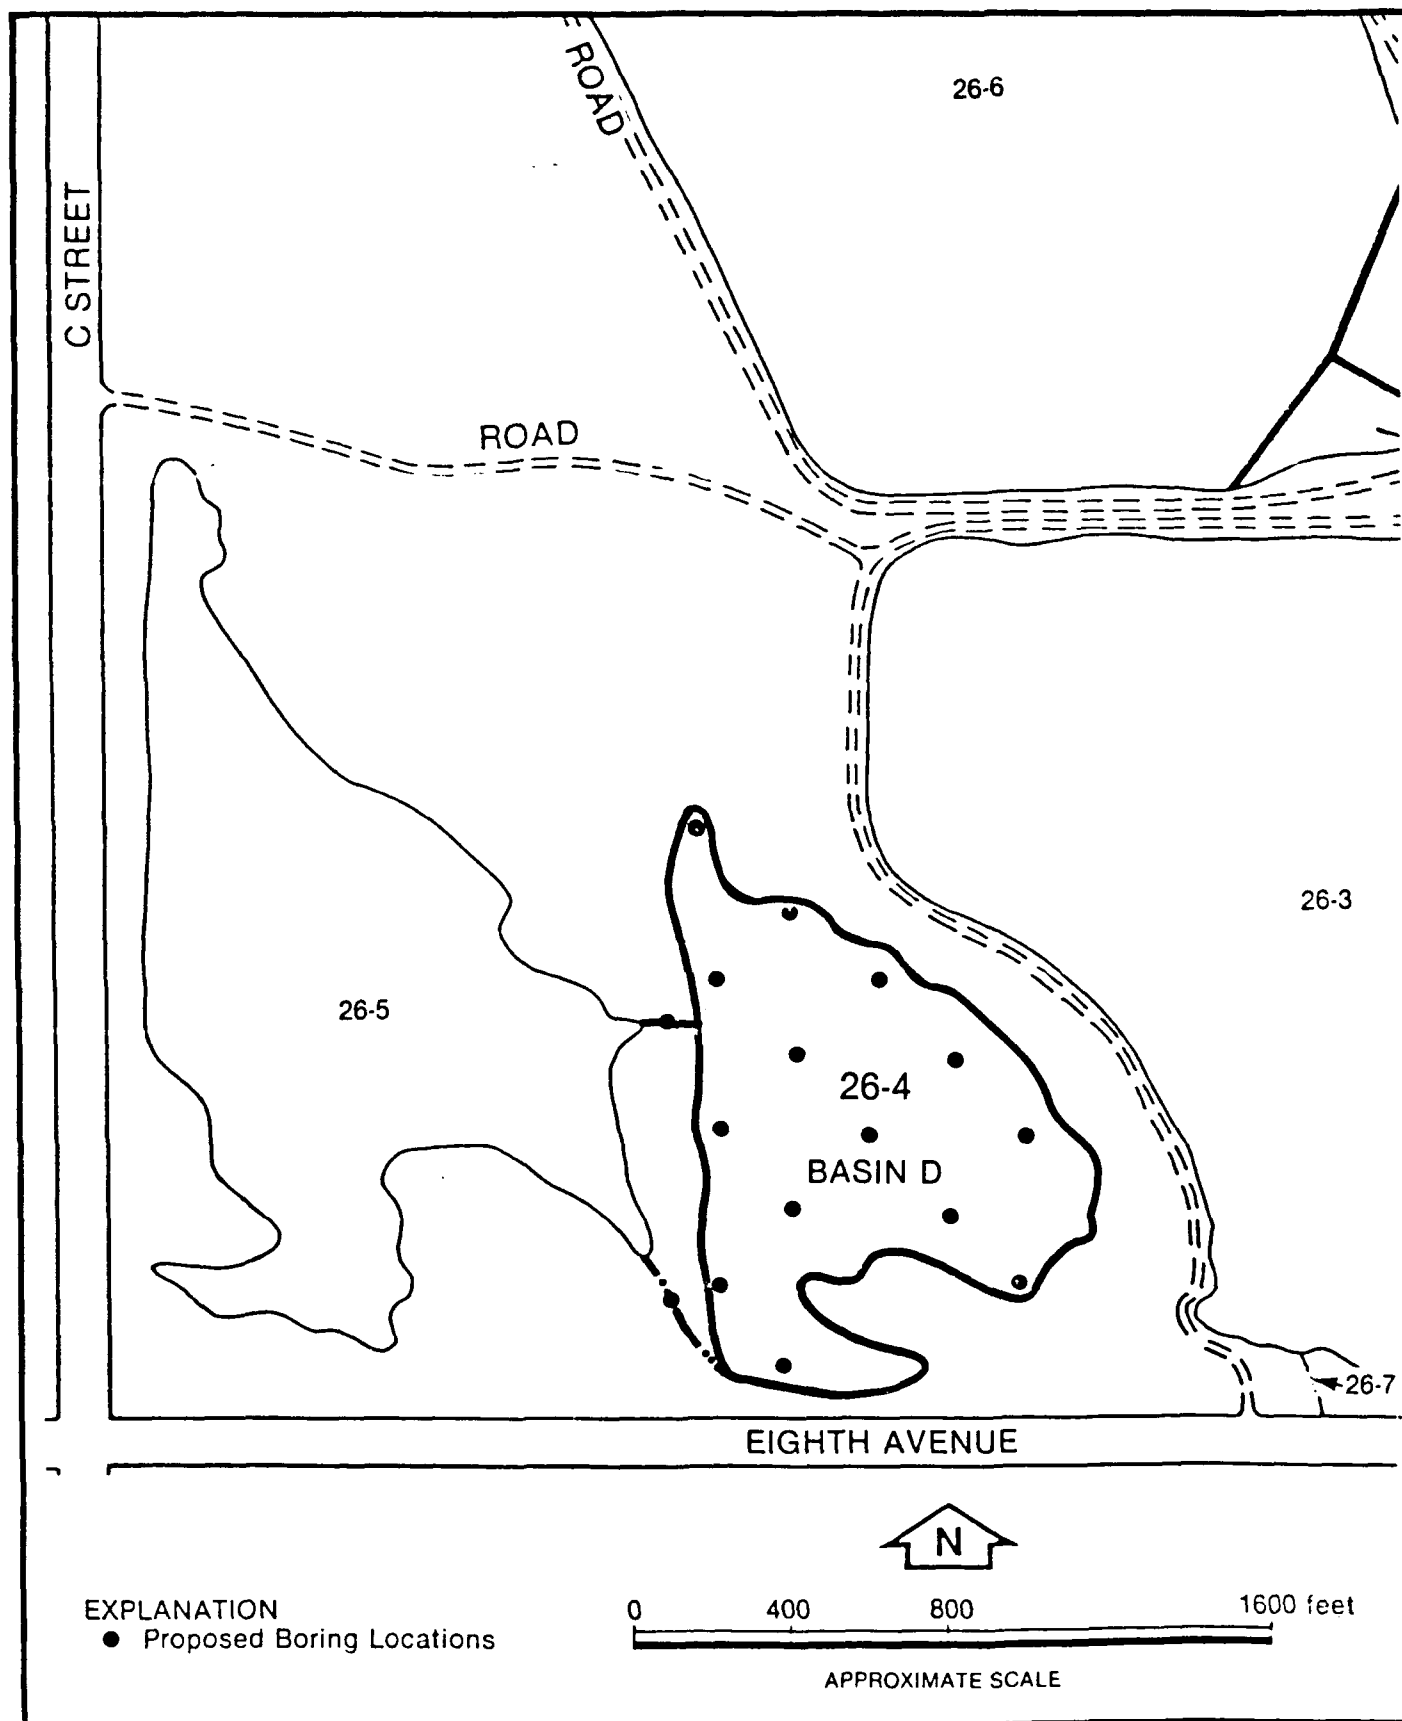 ROAD
26-6
C STREET
ROAD
26-3
26-5
26-4
BASIN D
26-7
EIGHTH AVENUE
N
EXPLANATION
● Proposed Boring Locations
0 400 800 1600 feet
APPROXIMATE SCALE